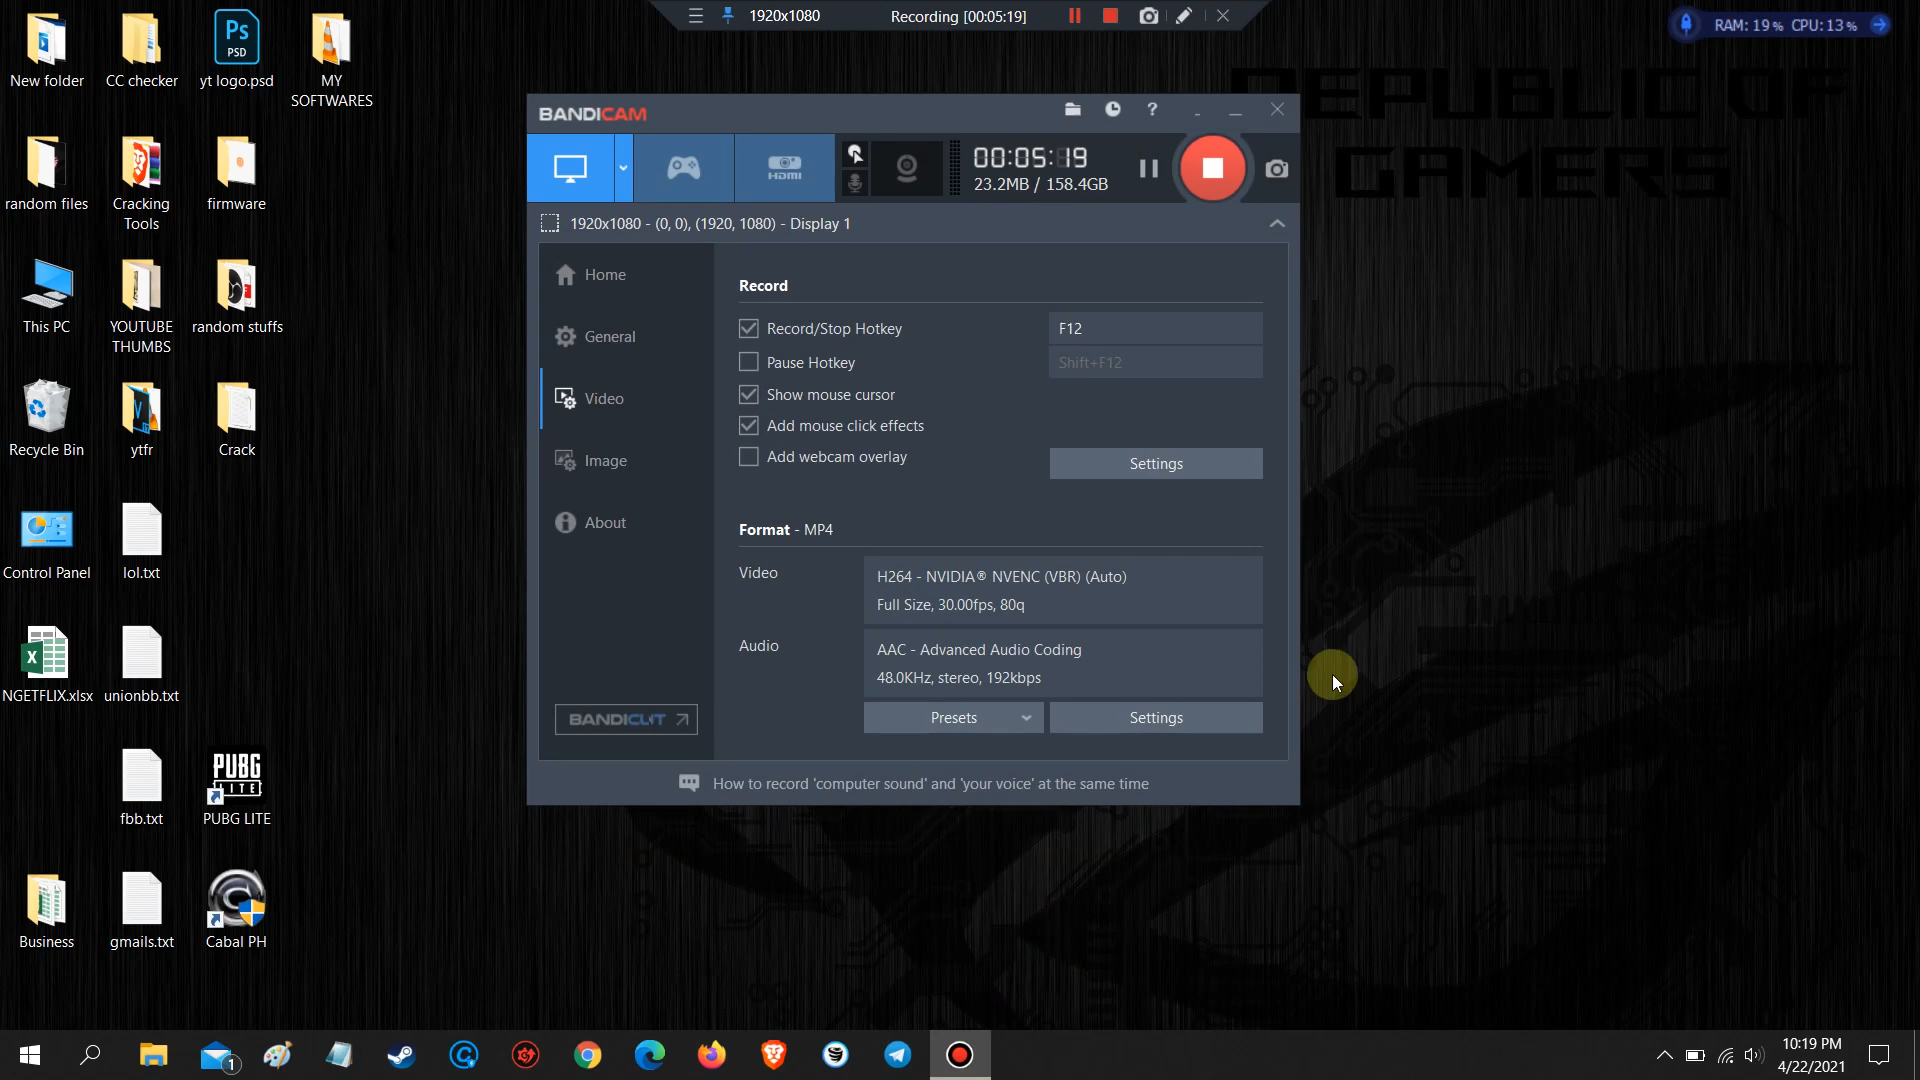 1920x1080
Recording [00:05:19]
RAM: 19% CPU: 13%
New folder
CC checker
Ps
PSD
yt logo.psd
MY
SOFTWARES
random files
Cracking
Tools
firmware
This PC
YOUTUBE
THUMBS
random stuffs
Recycle Bin
ytfr
Crack
Control Panel
lol.txt
NGETFLIX.xlsx
unionbb.txt
fbb.txt
PUBG
LITE
PUBG LITE
Business
gmails.txt
Cabal PH
REPUBLIC OF
GAMERS
BANDICAM
?
HDMI
00:05:19
23.2MB / 158.4GB
1920x1080 - (0, 0), (1920, 1080) - Display 1
Home
General
Video
Image
About
BANDICUT
Record
Record/Stop Hotkey
F12
Pause Hotkey
Shift+F12
Show mouse cursor
Add mouse click effects
Add webcam overlay
Settings
Format - MP4
Video
H264 - NVIDIA® NVENC (VBR) (Auto)
Full Size, 30.00fps, 80q
Audio
AAC - Advanced Audio Coding
48.0KHz, stereo, 192kbps
Presets
Settings
How to record 'computer sound' and 'your voice' at the same time
1
10:19 PM
4/22/2021